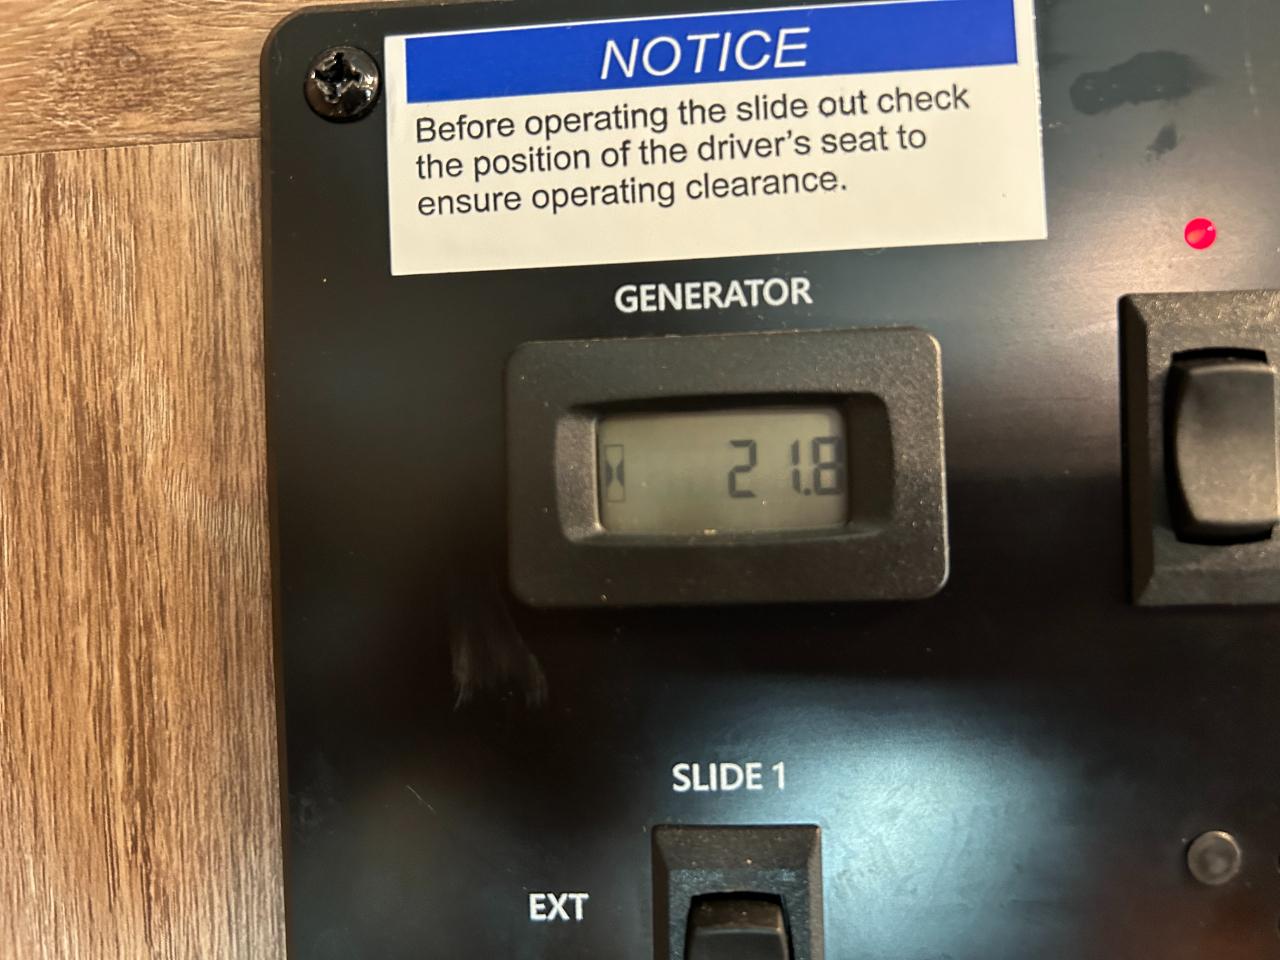 NOTICE
Before operating the slide out check
the position of the driver's seat to
ensure operating clearance.
GENERATOR
21.8
SLIDE 1
EXT